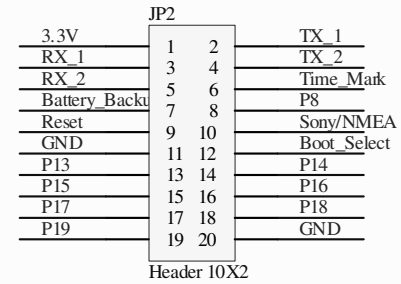 JP2
3.3V 1 2 TX_1
RX_1 3 4 TX_2
RX_2 5 6 Time_Mark
Battery_Backu 7 8 P8
Reset 9 10 Sony/NMEA
GND 11 12 Boot_Select
P13 13 14 P14
P15 15 16 P16
P17 17 18 P18
P19 19 20 GND
Header 10X2